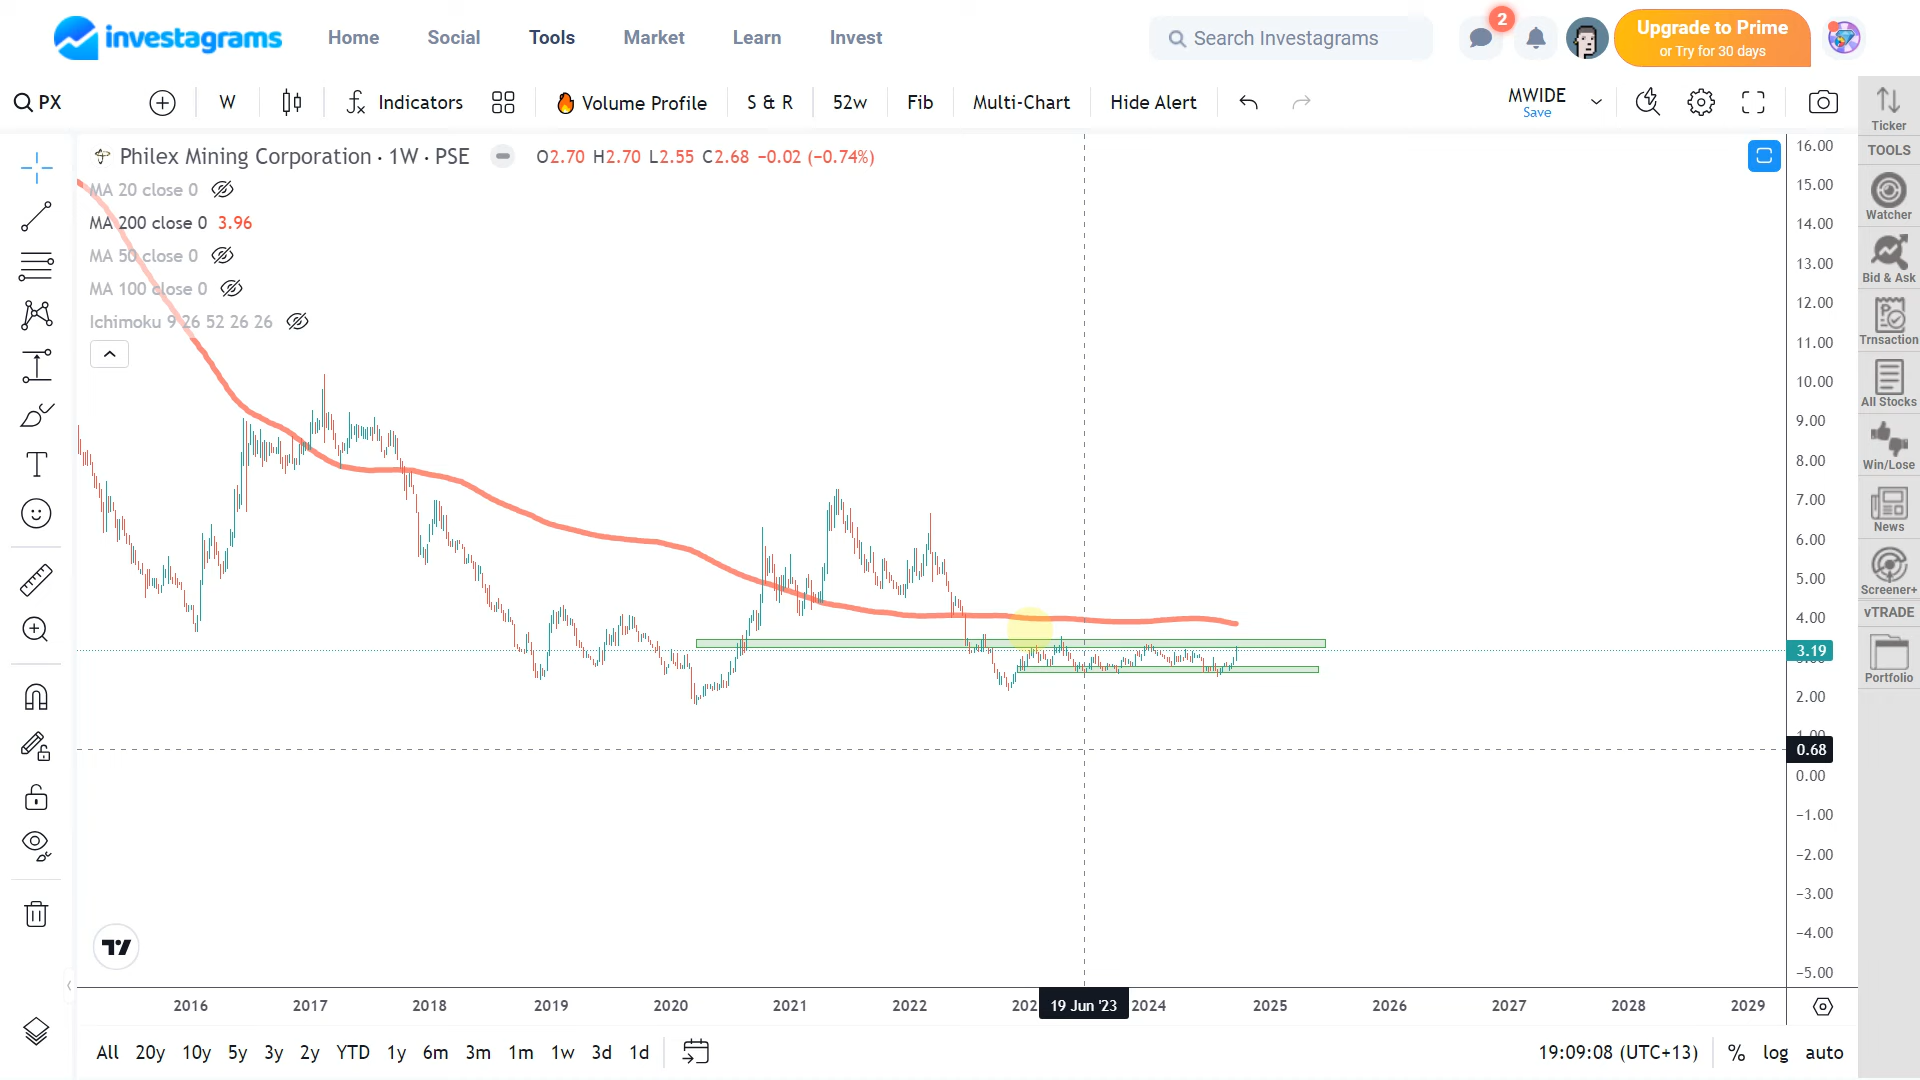 investagrams Home Social Tools Market Learn Invest Search Investagrams 2 Upgrade to Prime
or Try for 30 days
PX W Indicators Volume Profile S & R 52w Fib Multi-Chart Hide Alert MWIDE
Save
Philex Mining Corporation · 1W · PSE O2.70 H2.70 L2.55 C2.68 −0.02 (−0.74%)
MA 20 close 0
MA 200 close 0 3.96
MA 50 close 0
MA 100 close 0
Ichimoku 9 26 52 26 26
16.00
15.00
14.00
13.00
12.00
11.00
10.00
9.00
8.00
7.00
6.00
5.00
4.00
3.19
2.00
1.00
0.68
0.00
−1.00
−2.00
−3.00
−4.00
−5.00
Ticker
TOOLS
Watcher
Bid & Ask
Trnsaction
All Stocks
Win/Lose
News
Screener+
vTRADE
Portfolio
2016 2017 2018 2019 2020 2021 2022 202 19 Jun '23 2024 2025 2026 2027 2028 2029
All 20y 10y 5y 3y 2y YTD 1y 6m 3m 1m 1w 3d 1d 19:09:08 (UTC+13) % log auto